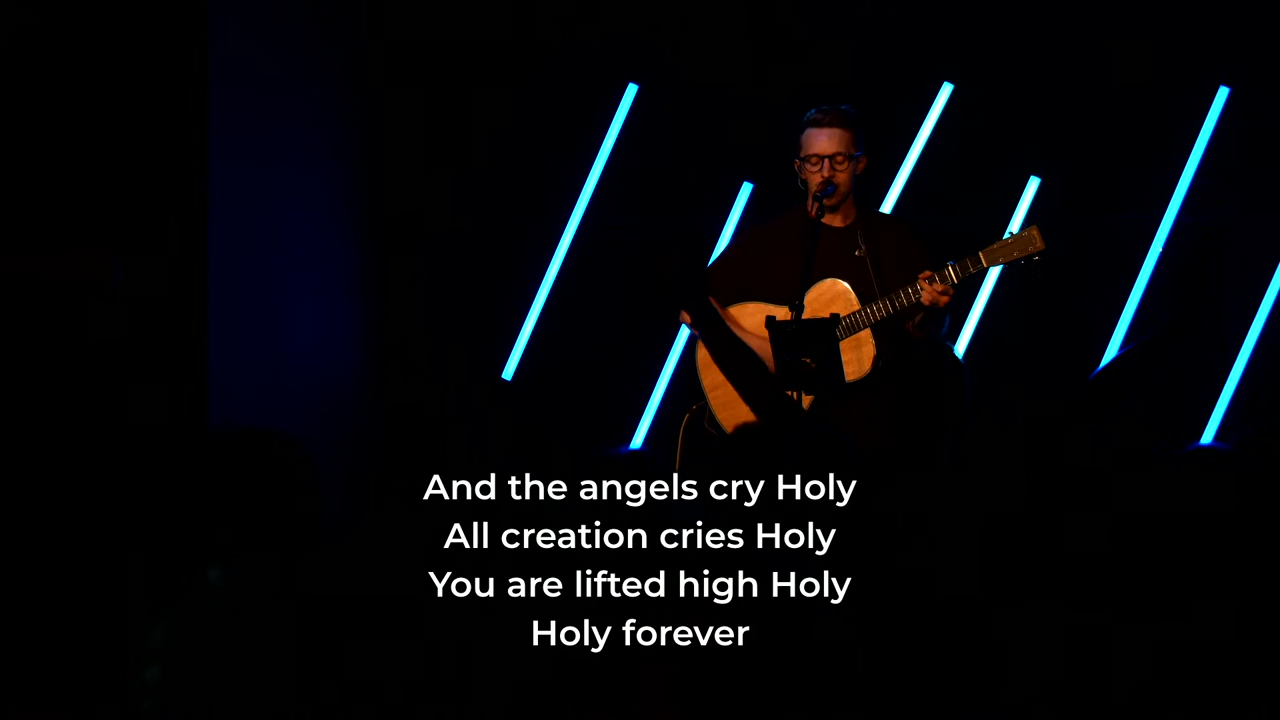 And the angels cry Holy
All creation cries Holy
You are lifted high Holy
Holy forever